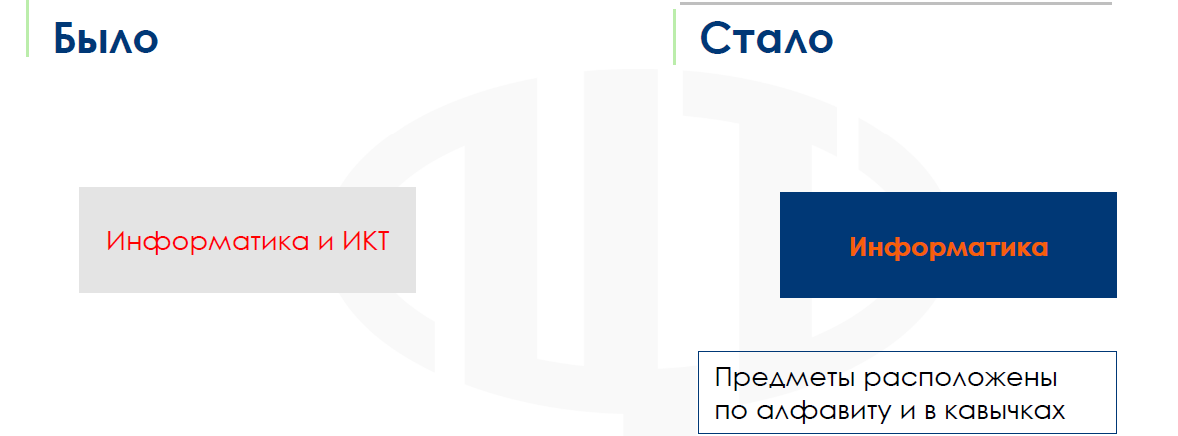 Было
Стало
Информатика и ИКТ
Информатика
Предметы расположены
по алфавиту и в кавычках